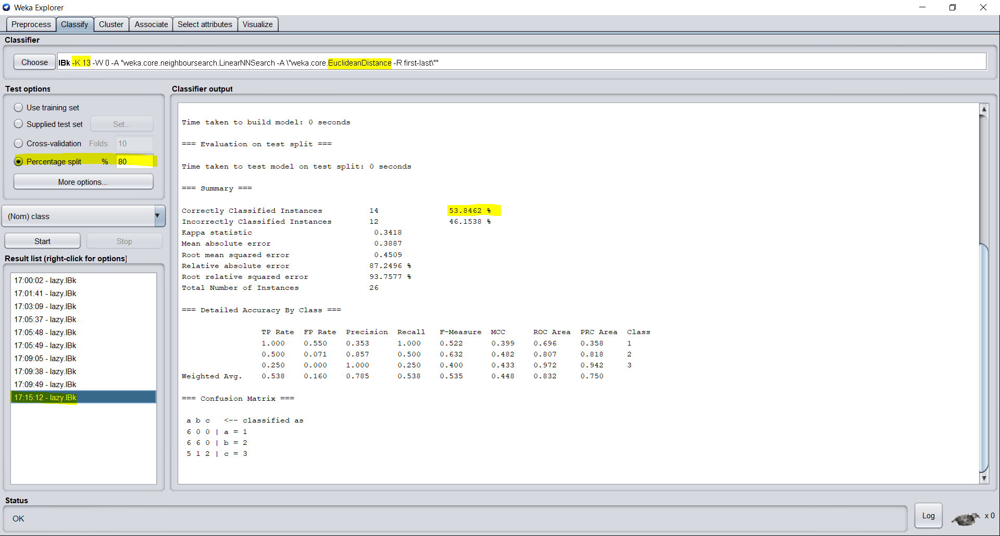 Weka Explorer
Preprocess Classify Cluster Associate Select attributes Visualize
Classifier
Choose IBk -K 13 -W 0 -A "weka.core.neighboursearch.LinearNNSearch -A \"weka.core.EuclideanDistance -R first-last\""
Test options
Use training set
Supplied test set Set...
Cross-validation Folds 10
Percentage split % 80
More options...
(Nom) class
Start Stop
Result list (right-click for options)
17:00:02 - lazy.IBk
17:01:41 - lazy.IBk
17:03:09 - lazy.IBk
17:05:37 - lazy.IBk
17:05:48 - lazy.IBk
17:05:49 - lazy.IBk
17:09:05 - lazy.IBk
17:09:38 - lazy.IBk
17:09:49 - lazy.IBk
17:15:12 - lazy.IBk
Classifier output
Time taken to build model: 0 seconds
=== Evaluation on test split ===
Time taken to test model on test split: 0 seconds
=== Summary ===
Correctly Classified Instances 14 53.8462 %
Incorrectly Classified Instances 12 46.1538 %
Kappa statistic 0.3418
Mean absolute error 0.3887
Root mean squared error 0.4509
Relative absolute error 87.2496 %
Root relative squared error 93.7577 %
Total Number of Instances 26
=== Detailed Accuracy By Class ===
TP Rate FP Rate Precision Recall F-Measure MCC ROC Area PRC Area Class
1.000 0.550 0.353 1.000 0.522 0.399 0.696 0.358 1
0.500 0.071 0.857 0.500 0.632 0.482 0.807 0.818 2
0.250 0.000 1.000 0.250 0.400 0.433 0.972 0.942 3
Weighted Avg. 0.538 0.160 0.785 0.538 0.535 0.448 0.832 0.750
=== Confusion Matrix ===
a b c <-- classified as
6 0 0 | a = 1
6 6 0 | b = 2
5 1 2 | c = 3
Status
OK
Log x 0